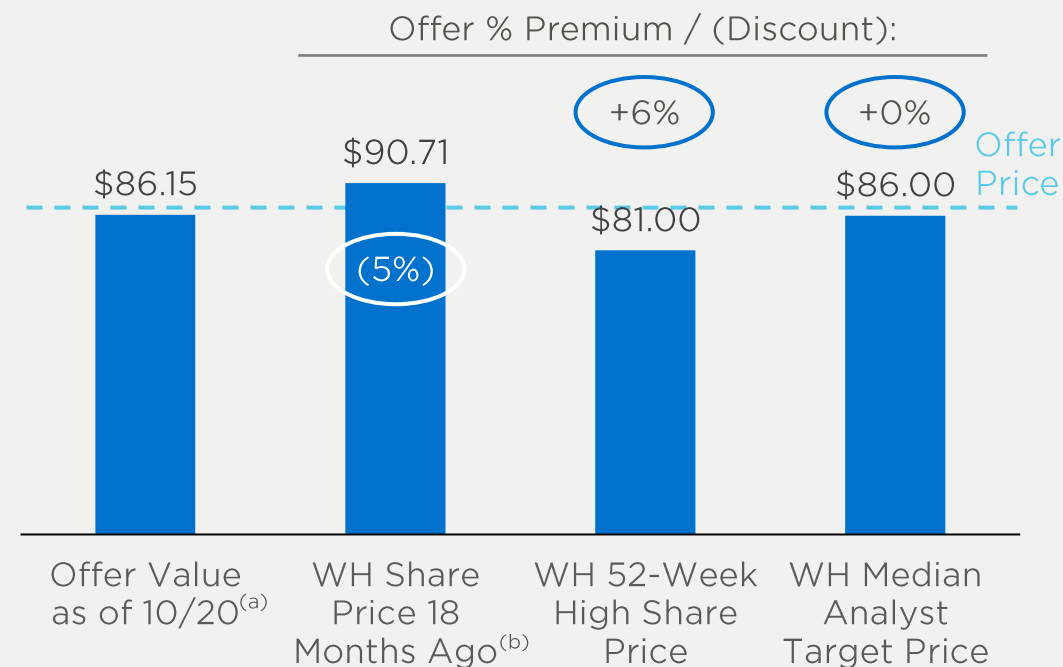 Offer % Premium / (Discount):
+6%
+0%
Offer
Price
$86.15
$90.71
$81.00
$86.00
(5%)
Offer Value
as of 10/20(a)
WH Share
Price 18
Months Ago(b)
WH 52-Week
High Share
Price
WH Median
Analyst
Target Price